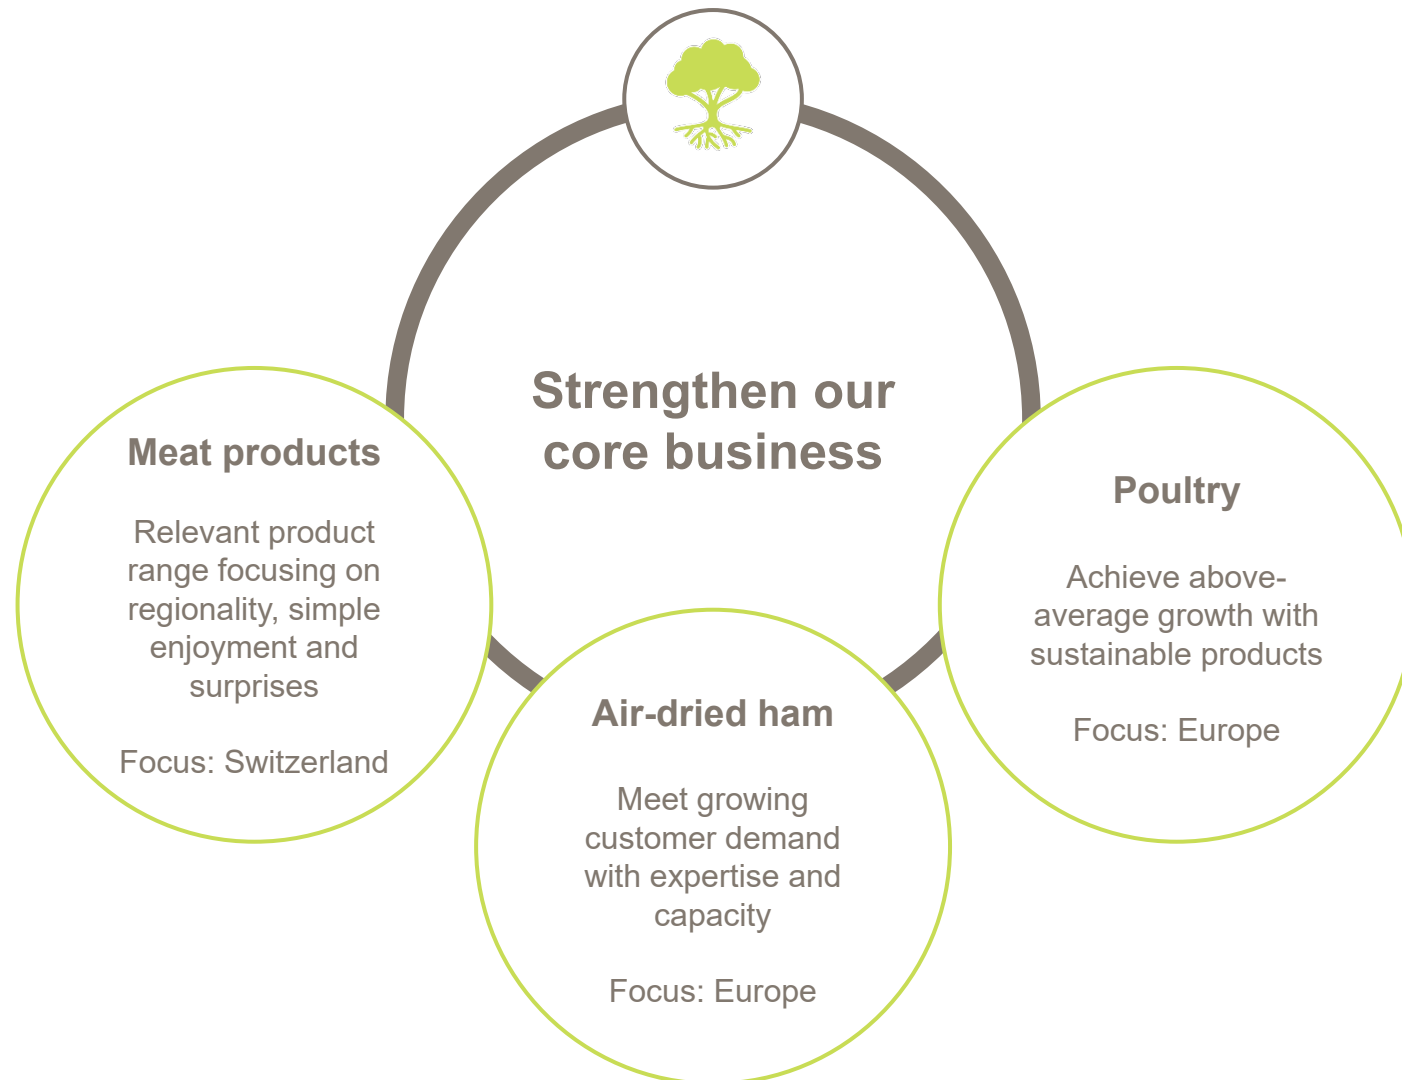 Strengthen our
core business
Meat products
Relevant product
range focusing on
regionality, simple
enjoyment and
surprises
Focus: Switzerland
Air-dried ham
Meet growing
customer demand
with expertise and
capacity
Focus: Europe
Poultry
Achieve above-
average growth with
sustainable products
Focus: Europe